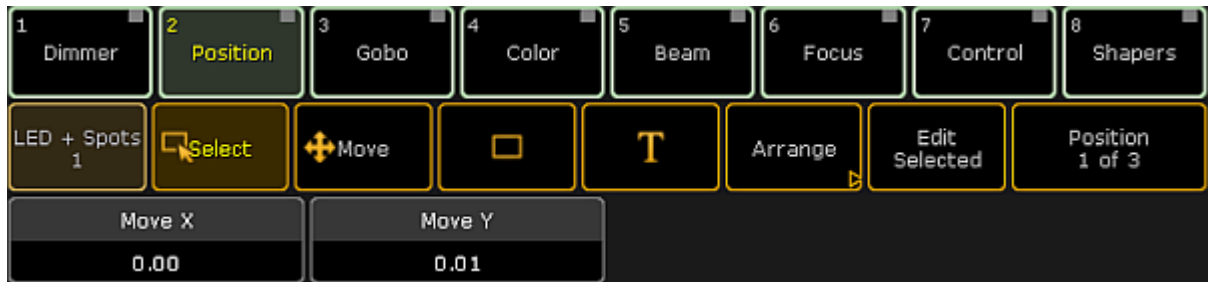 1 Dimmer
2 Position
3 Gobo
4 Color
5 Beam
6 Focus
7 Control
8 Shapers
LED + Spots
1
Select
Move
T
Arrange
Edit
Selected
Position
1 of 3
Move X
0.00
Move Y
0.01